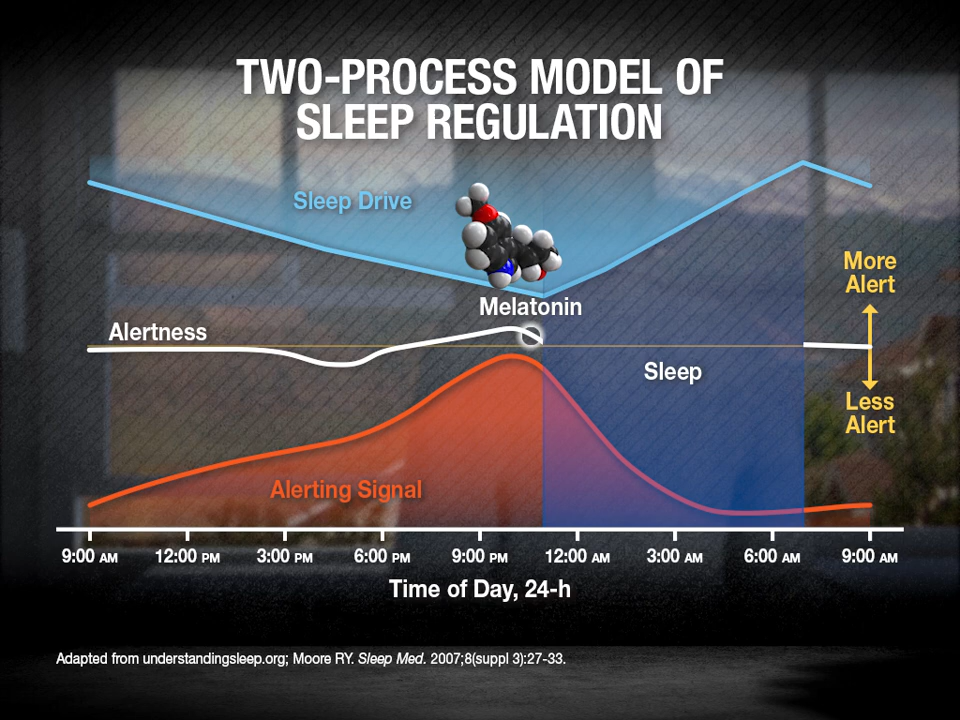 TWO-PROCESS MODEL OF
SLEEP REGULATION
Sleep Drive
Melatonin
Alertness
More
Alert
Sleep
Less
Alert
Alerting Signal
9:00 AM 12:00 PM 3:00 PM 6:00 PM 9:00 PM 12:00 AM 3:00 AM 6:00 AM 9:00 AM
Time of Day, 24-h
Adapted from understandingsleep.org; Moore RY. Sleep Med. 2007;8(suppl 3):27-33.